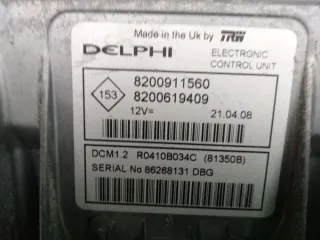 Made in the Uk by TRW
DELPHI
ELECTRONIC
CONTROL UNIT
153
8200911560
8200619409
12V=
21.04.08
DCM1.2 R0410B034C (81350B)
SERIAL No 86268131 DBG